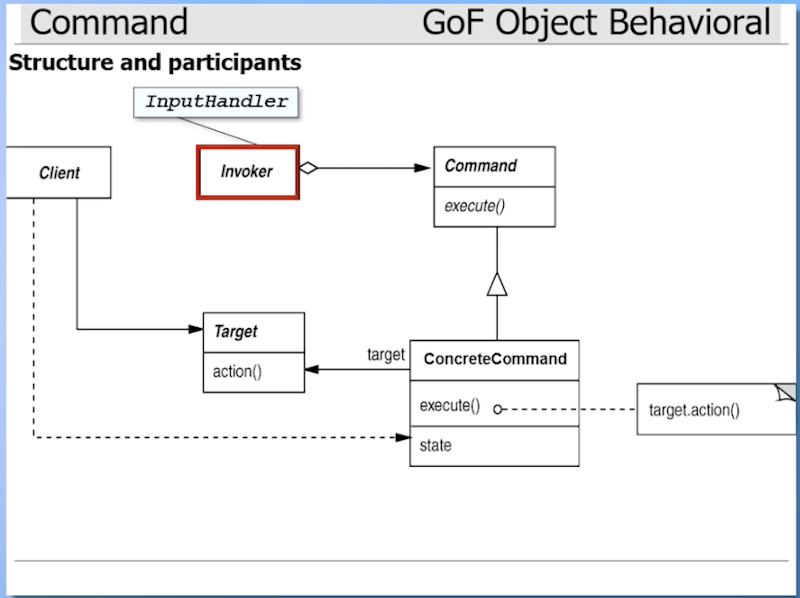 Command
GoF Object Behavioral
Structure and participants
InputHandler
Client
Invoker
Command
execute()
Target
action()
target
ConcreteCommand
execute()
state
target.action()